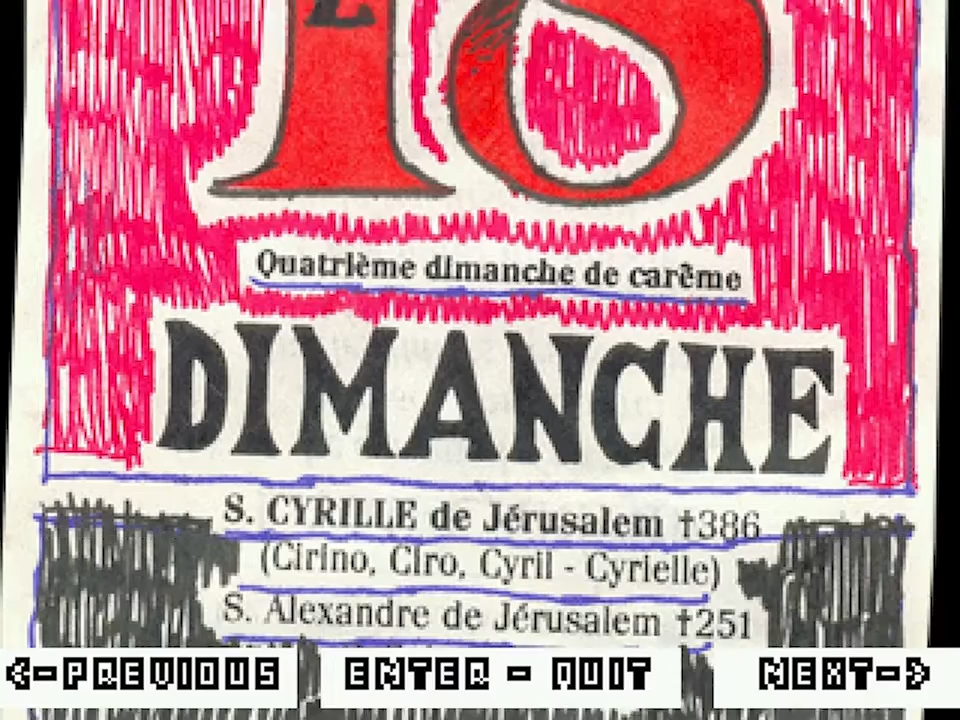 18
Quatrième dimanche de carême
DIMANCHE
S. CYRILLE de Jérusalem †386
(Cirino, Ciro, Cyril - Cyrielle)
S. Alexandre de Jérusalem †251
<-PREVIOUS ENTER - QUIT NEXT->